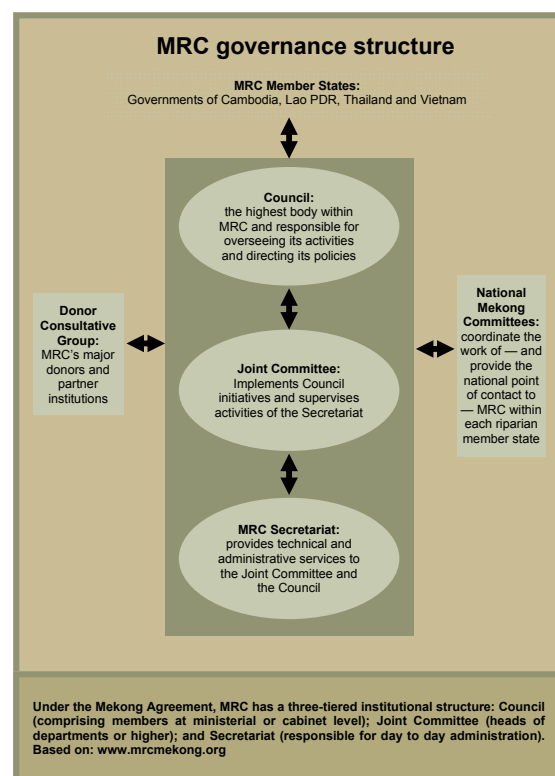 MRC governance structure
MRC Member States:
Governments of Cambodia, Lao PDR, Thailand and Vietnam
Council:
the highest body within
MRC and responsible for
overseeing its activities
and directing its policies
Donor
Consultative
Group:
MRC's major
donors and
partner
institutions
Joint Committee:
Implements Council
initiatives and supervises
activities of the Secretariat
National
Mekong
Committees:
coordinate the
work of — and
provide the
national point
of contact to
— MRC within
each riparian
member state
MRC Secretariat:
provides technical and
administrative services to
the Joint Committee and
the Council
Under the Mekong Agreement, MRC has a three-tiered institutional structure: Council
(comprising members at ministerial or cabinet level); Joint Committee (heads of
departments or higher); and Secretariat (responsible for day to day administration).
Based on: www.mrcmekong.org